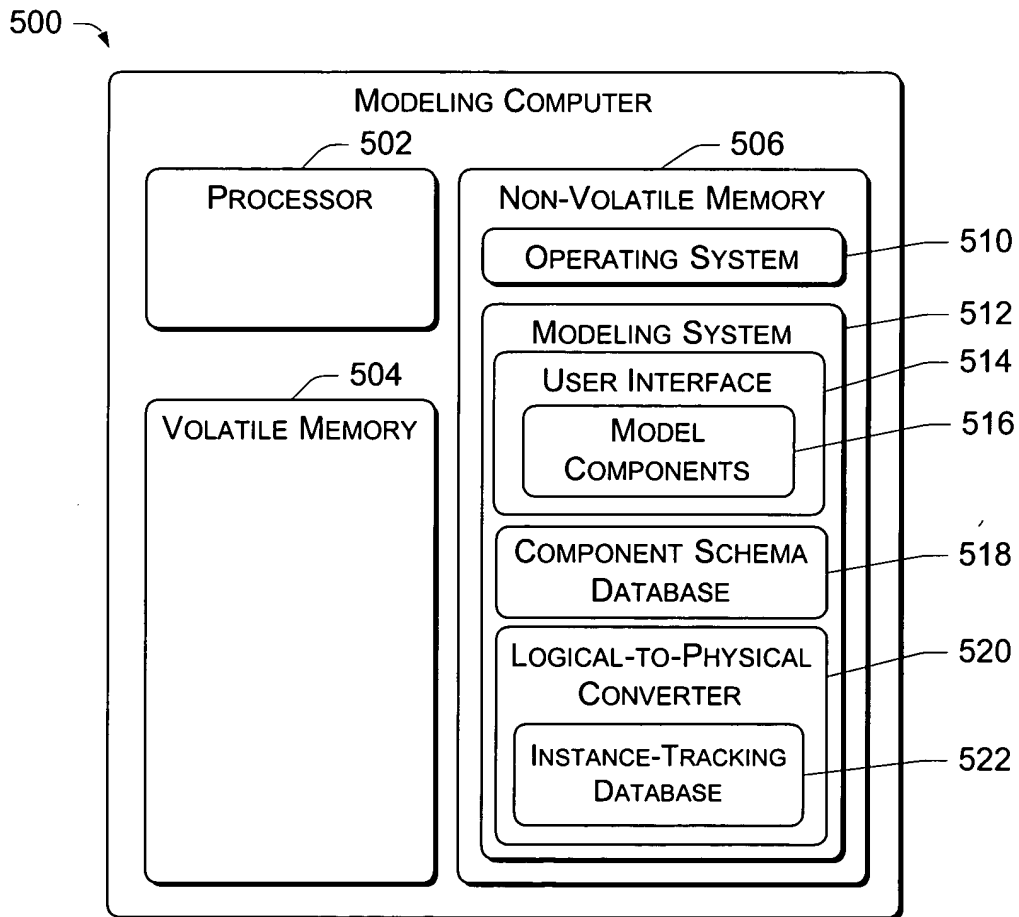 500
MODELING COMPUTER
502
PROCESSOR
504
VOLATILE MEMORY
506
NON-VOLATILE MEMORY
OPERATING SYSTEM
510
MODELING SYSTEM
512
USER INTERFACE
514
MODEL
COMPONENTS
516
COMPONENT SCHEMA
DATABASE
518
LOGICAL-TO-PHYSICAL
CONVERTER
520
INSTANCE-TRACKING
DATABASE
522